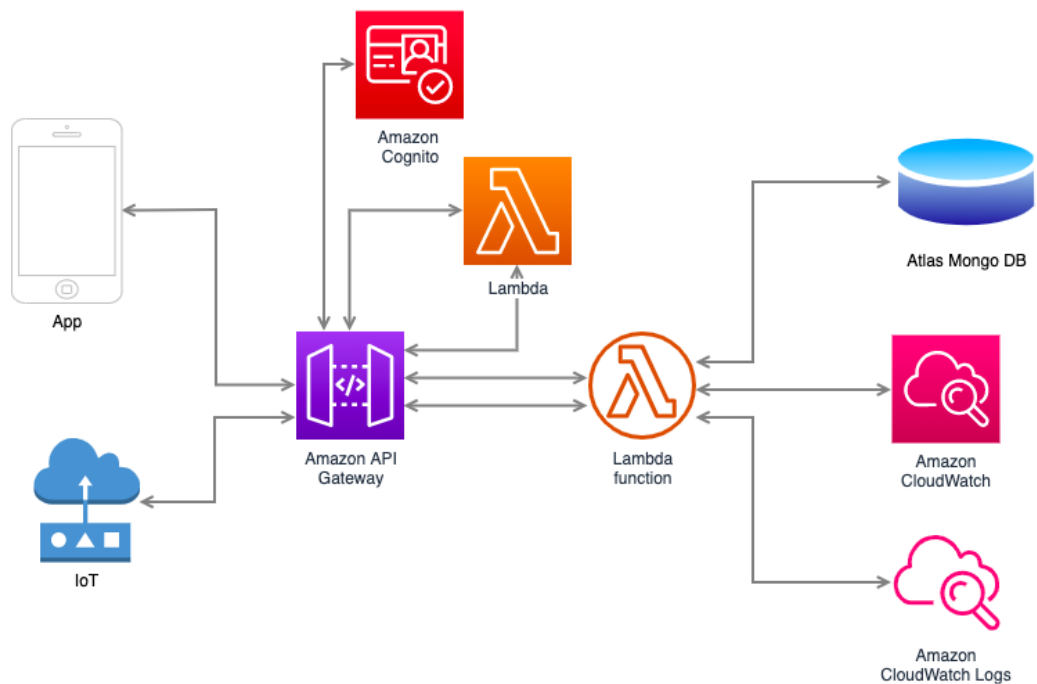 Amazon
Cognito
Lambda
App
Atlas Mongo DB
</>
Amazon API
Gateway
Lambda
function
Amazon
CloudWatch
IoT
Amazon
CloudWatch Logs